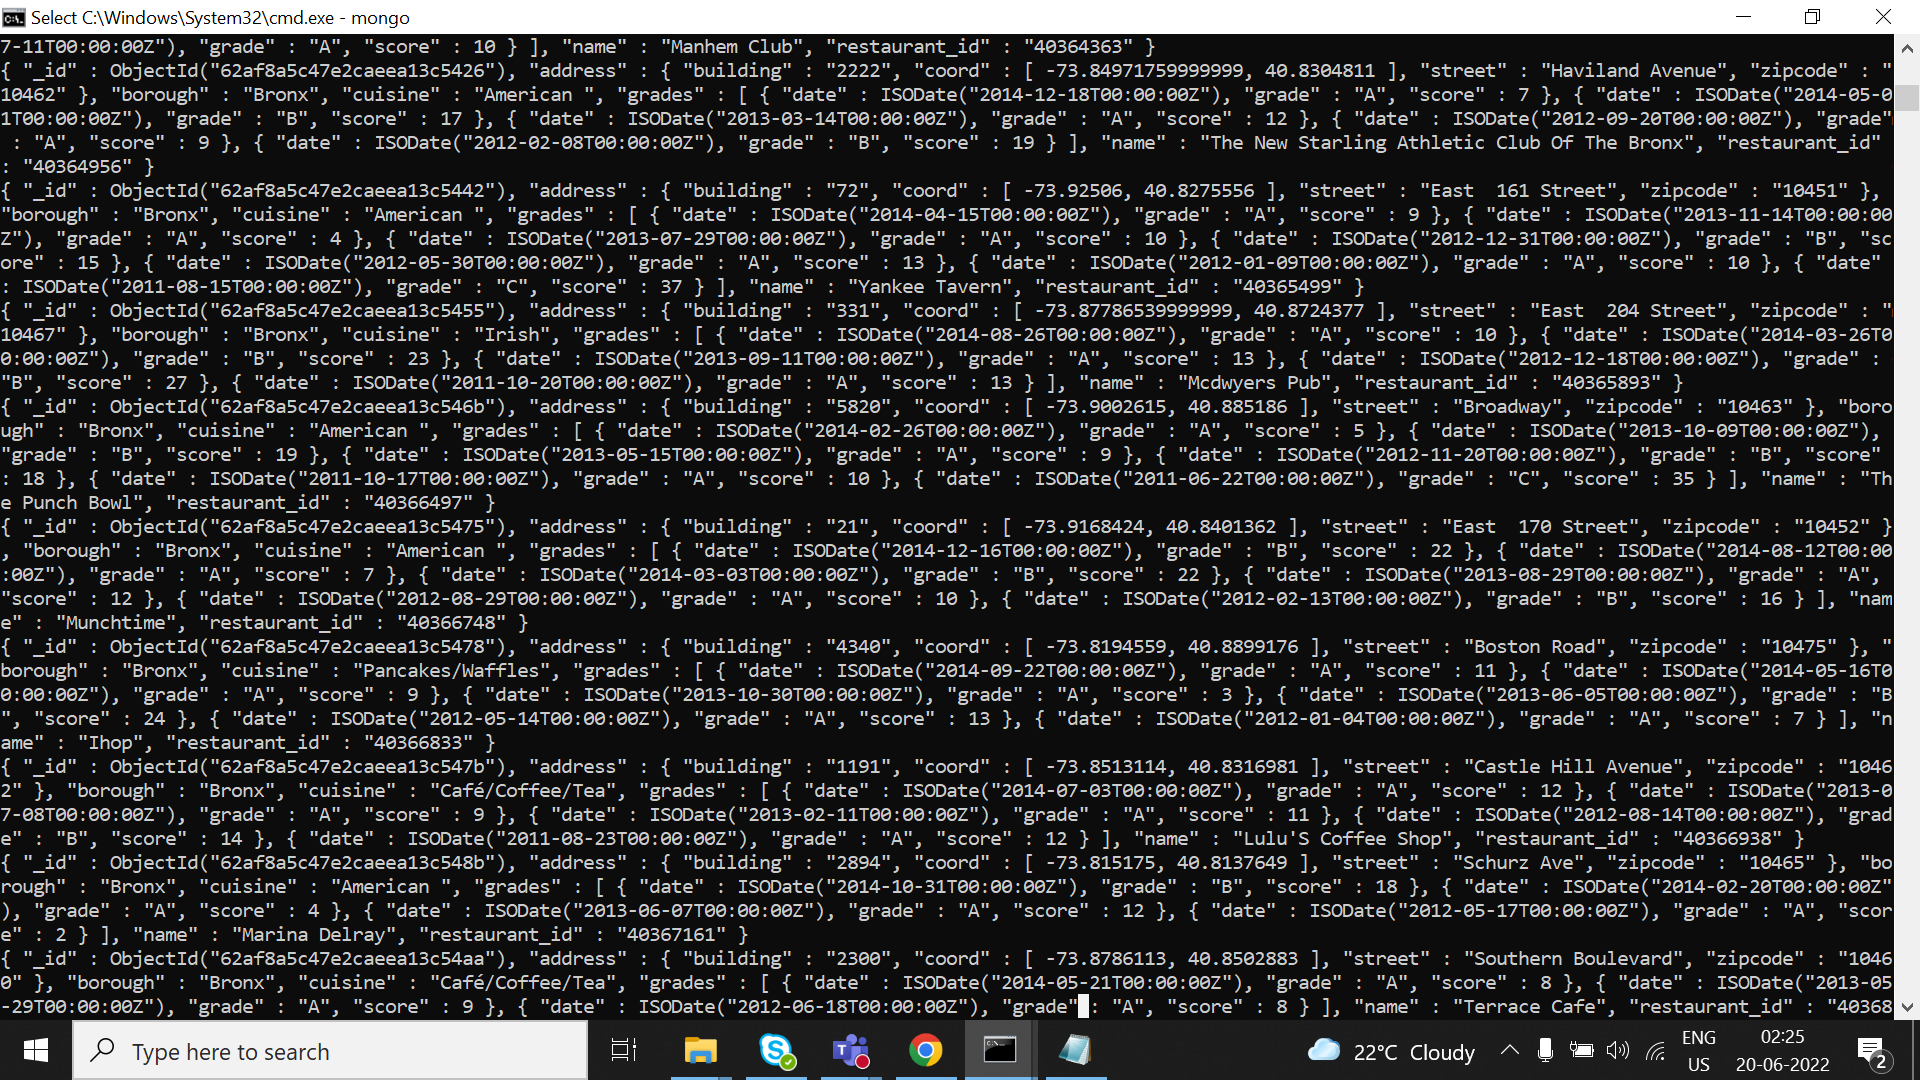 Select C:\Windows\System32\cmd.exe - mongo
7-11T00:00:00Z"), "grade" : "A", "score" : 10 } ], "name" : "Manhem Club", "restaurant_id" : "40364363" }
{ "_id" : ObjectId("62af8a5c47e2caeea13c5426"), "address" : { "building" : "2222", "coord" : [ -73.84971759999999, 40.8304811 ], "street" : "Haviland Avenue", "zipcode" : "
10462" }, "borough" : "Bronx", "cuisine" : "American ", "grades" : [ { "date" : ISODate("2014-12-18T00:00:00Z"), "grade" : "A", "score" : 7 }, { "date" : ISODate("2014-05-0
1T00:00:00Z"), "grade" : "B", "score" : 17 }, { "date" : ISODate("2013-03-14T00:00:00Z"), "grade" : "A", "score" : 12 }, { "date" : ISODate("2012-09-20T00:00:00Z"), "grade"
: "A", "score" : 9 }, { "date" : ISODate("2012-02-08T00:00:00Z"), "grade" : "B", "score" : 19 } ], "name" : "The New Starling Athletic Club Of The Bronx", "restaurant_id"
: "40364956" }
{ "_id" : ObjectId("62af8a5c47e2caeea13c5442"), "address" : { "building" : "72", "coord" : [ -73.92506, 40.8275556 ], "street" : "East  161 Street", "zipcode" : "10451" },
"borough" : "Bronx", "cuisine" : "American ", "grades" : [ { "date" : ISODate("2014-04-15T00:00:00Z"), "grade" : "A", "score" : 9 }, { "date" : ISODate("2013-11-14T00:00:00
Z"), "grade" : "A", "score" : 4 }, { "date" : ISODate("2013-07-29T00:00:00Z"), "grade" : "A", "score" : 10 }, { "date" : ISODate("2012-12-31T00:00:00Z"), "grade" : "B", "sc
ore" : 15 }, { "date" : ISODate("2012-05-30T00:00:00Z"), "grade" : "A", "score" : 13 }, { "date" : ISODate("2012-01-09T00:00:00Z"), "grade" : "A", "score" : 10 }, { "date"
: ISODate("2011-08-15T00:00:00Z"), "grade" : "C", "score" : 37 } ], "name" : "Yankee Tavern", "restaurant_id" : "40365499" }
{ "_id" : ObjectId("62af8a5c47e2caeea13c5455"), "address" : { "building" : "331", "coord" : [ -73.87786539999999, 40.8724377 ], "street" : "East  204 Street", "zipcode" : "
10467" }, "borough" : "Bronx", "cuisine" : "Irish", "grades" : [ { "date" : ISODate("2014-08-26T00:00:00Z"), "grade" : "A", "score" : 10 }, { "date" : ISODate("2014-03-26T0
0:00:00Z"), "grade" : "B", "score" : 23 }, { "date" : ISODate("2013-09-11T00:00:00Z"), "grade" : "A", "score" : 13 }, { "date" : ISODate("2012-12-18T00:00:00Z"), "grade" :
"B", "score" : 27 }, { "date" : ISODate("2011-10-20T00:00:00Z"), "grade" : "A", "score" : 13 } ], "name" : "Mcdwyers Pub", "restaurant_id" : "40365893" }
{ "_id" : ObjectId("62af8a5c47e2caeea13c546b"), "address" : { "building" : "5820", "coord" : [ -73.9002615, 40.885186 ], "street" : "Broadway", "zipcode" : "10463" }, "boro
ugh" : "Bronx", "cuisine" : "American ", "grades" : [ { "date" : ISODate("2014-02-26T00:00:00Z"), "grade" : "A", "score" : 5 }, { "date" : ISODate("2013-10-09T00:00:00Z"),
"grade" : "B", "score" : 19 }, { "date" : ISODate("2013-05-15T00:00:00Z"), "grade" : "A", "score" : 9 }, { "date" : ISODate("2012-11-20T00:00:00Z"), "grade" : "B", "score"
: 18 }, { "date" : ISODate("2011-10-17T00:00:00Z"), "grade" : "A", "score" : 10 }, { "date" : ISODate("2011-06-22T00:00:00Z"), "grade" : "C", "score" : 35 } ], "name" : "Th
e Punch Bowl", "restaurant_id" : "40366497" }
{ "_id" : ObjectId("62af8a5c47e2caeea13c5475"), "address" : { "building" : "21", "coord" : [ -73.9168424, 40.8401362 ], "street" : "East  170 Street", "zipcode" : "10452" }
, "borough" : "Bronx", "cuisine" : "American ", "grades" : [ { "date" : ISODate("2014-12-16T00:00:00Z"), "grade" : "B", "score" : 22 }, { "date" : ISODate("2014-08-12T00:00
:00Z"), "grade" : "A", "score" : 7 }, { "date" : ISODate("2014-03-03T00:00:00Z"), "grade" : "B", "score" : 22 }, { "date" : ISODate("2013-08-29T00:00:00Z"), "grade" : "A",
"score" : 12 }, { "date" : ISODate("2012-08-29T00:00:00Z"), "grade" : "A", "score" : 10 }, { "date" : ISODate("2012-02-13T00:00:00Z"), "grade" : "B", "score" : 16 } ], "nam
e" : "Munchtime", "restaurant_id" : "40366748" }
{ "_id" : ObjectId("62af8a5c47e2caeea13c5478"), "address" : { "building" : "4340", "coord" : [ -73.8194559, 40.8899176 ], "street" : "Boston Road", "zipcode" : "10475" }, "
borough" : "Bronx", "cuisine" : "Pancakes/Waffles", "grades" : [ { "date" : ISODate("2014-09-22T00:00:00Z"), "grade" : "A", "score" : 11 }, { "date" : ISODate("2014-05-16T0
0:00:00Z"), "grade" : "A", "score" : 9 }, { "date" : ISODate("2013-10-30T00:00:00Z"), "grade" : "A", "score" : 3 }, { "date" : ISODate("2013-06-05T00:00:00Z"), "grade" : "B
", "score" : 24 }, { "date" : ISODate("2012-05-14T00:00:00Z"), "grade" : "A", "score" : 13 }, { "date" : ISODate("2012-01-04T00:00:00Z"), "grade" : "A", "score" : 7 } ], "n
ame" : "Ihop", "restaurant_id" : "40366833" }
{ "_id" : ObjectId("62af8a5c47e2caeea13c547b"), "address" : { "building" : "1191", "coord" : [ -73.8513114, 40.8316981 ], "street" : "Castle Hill Avenue", "zipcode" : "1046
2" }, "borough" : "Bronx", "cuisine" : "Café/Coffee/Tea", "grades" : [ { "date" : ISODate("2014-07-03T00:00:00Z"), "grade" : "A", "score" : 12 }, { "date" : ISODate("2013-0
7-08T00:00:00Z"), "grade" : "A", "score" : 9 }, { "date" : ISODate("2013-02-11T00:00:00Z"), "grade" : "A", "score" : 11 }, { "date" : ISODate("2012-08-14T00:00:00Z"), "grad
e" : "B", "score" : 14 }, { "date" : ISODate("2011-08-23T00:00:00Z"), "grade" : "A", "score" : 12 } ], "name" : "Lulu'S Coffee Shop", "restaurant_id" : "40366938" }
{ "_id" : ObjectId("62af8a5c47e2caeea13c548b"), "address" : { "building" : "2894", "coord" : [ -73.815175, 40.8137649 ], "street" : "Schurz Ave", "zipcode" : "10465" }, "bo
rough" : "Bronx", "cuisine" : "American ", "grades" : [ { "date" : ISODate("2014-10-31T00:00:00Z"), "grade" : "B", "score" : 18 }, { "date" : ISODate("2014-02-20T00:00:00Z"
), "grade" : "A", "score" : 4 }, { "date" : ISODate("2013-06-07T00:00:00Z"), "grade" : "A", "score" : 12 }, { "date" : ISODate("2012-05-17T00:00:00Z"), "grade" : "A", "scor
e" : 2 } ], "name" : "Marina Delray", "restaurant_id" : "40367161" }
{ "_id" : ObjectId("62af8a5c47e2caeea13c54aa"), "address" : { "building" : "2300", "coord" : [ -73.8786113, 40.8502883 ], "street" : "Southern Boulevard", "zipcode" : "1046
0" }, "borough" : "Bronx", "cuisine" : "Café/Coffee/Tea", "grades" : [ { "date" : ISODate("2014-05-21T00:00:00Z"), "grade" : "A", "score" : 8 }, { "date" : ISODate("2013-05
-29T00:00:00Z"), "grade" : "A", "score" : 9 }, { "date" : ISODate("2012-06-18T00:00:00Z"), "grade" : "A", "score" : 8 } ], "name" : "Terrace Cafe", "restaurant_id" : "40368
Type here to search
22°C Cloudy
ENG
US
02:25
20-06-2022
2